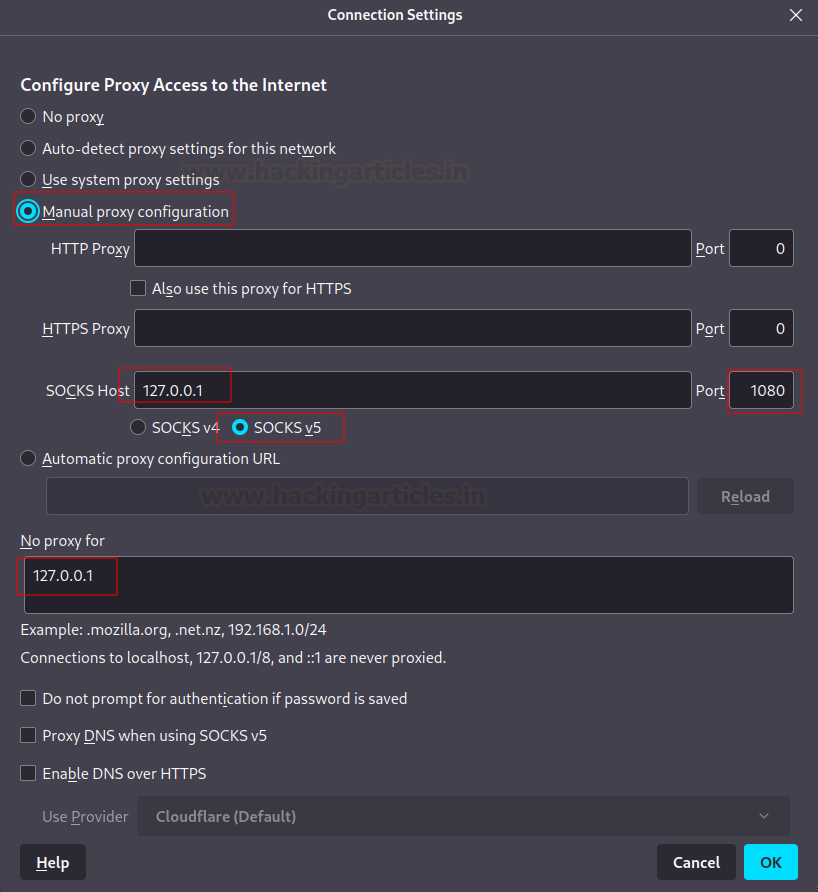 Connection Settings
Configure Proxy Access to the Internet
No proxy
Auto-detect proxy settings for this network
www.hackingarticles.in
Use system proxy settings
Manual proxy configuration
HTTP Proxy Port 0
Also use this proxy for HTTPS
HTTPS Proxy Port 0
SOCKS Host 127.0.0.1 Port 1080
SOCKS v4 SOCKS v5
Automatic proxy configuration URL
www.hackingarticles.in Reload
No proxy for
127.0.0.1
Example: .mozilla.org, .net.nz, 192.168.1.0/24
Connections to localhost, 127.0.0.1/8, and ::1 are never proxied.
Do not prompt for authentication if password is saved
Proxy DNS when using SOCKS v5
Enable DNS over HTTPS
Use Provider Cloudflare (Default)
Help Cancel OK